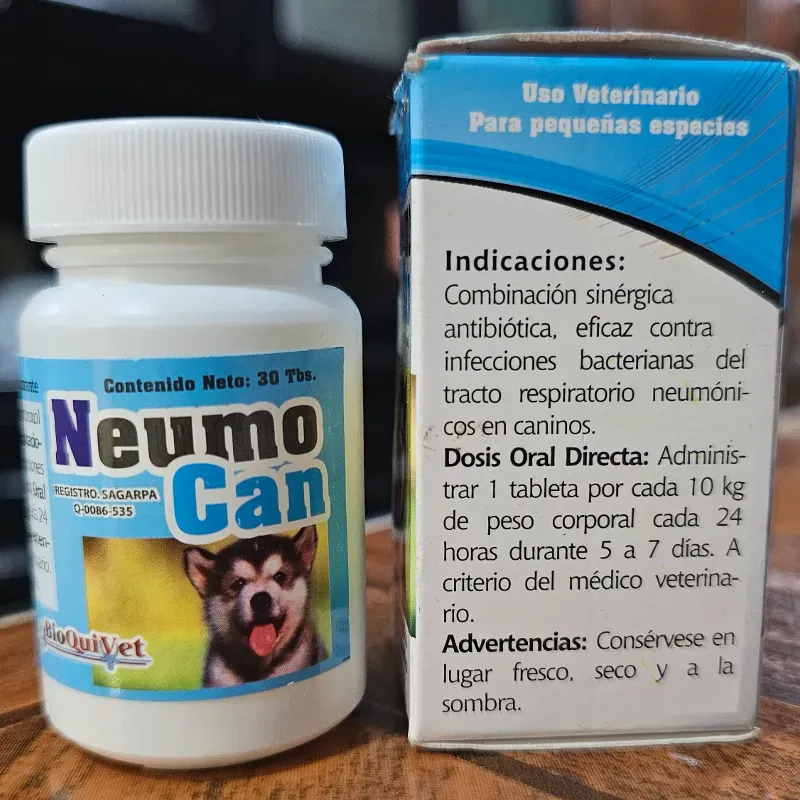 Contenido Neto: 30 Tbs.
Neumo
Can
REGISTRO. SAGARPA
Q-0086-535
BioQuiVet
Oral
24
Uso Veterinario
Para pequeñas especies
Indicaciones:
Combinación sinérgica
antibiótica, eficaz contra
infecciones bacterianas del
tracto respiratorio neumóni-
cos en caninos.
Dosis Oral Directa: Adminis-
trar 1 tableta por cada 10 kg
de peso corporal cada 24
horas durante 5 a 7 días. A
criterio del médico veterina-
rio.
Advertencias: Consérvese en
lugar fresco, seco y a la
sombra.